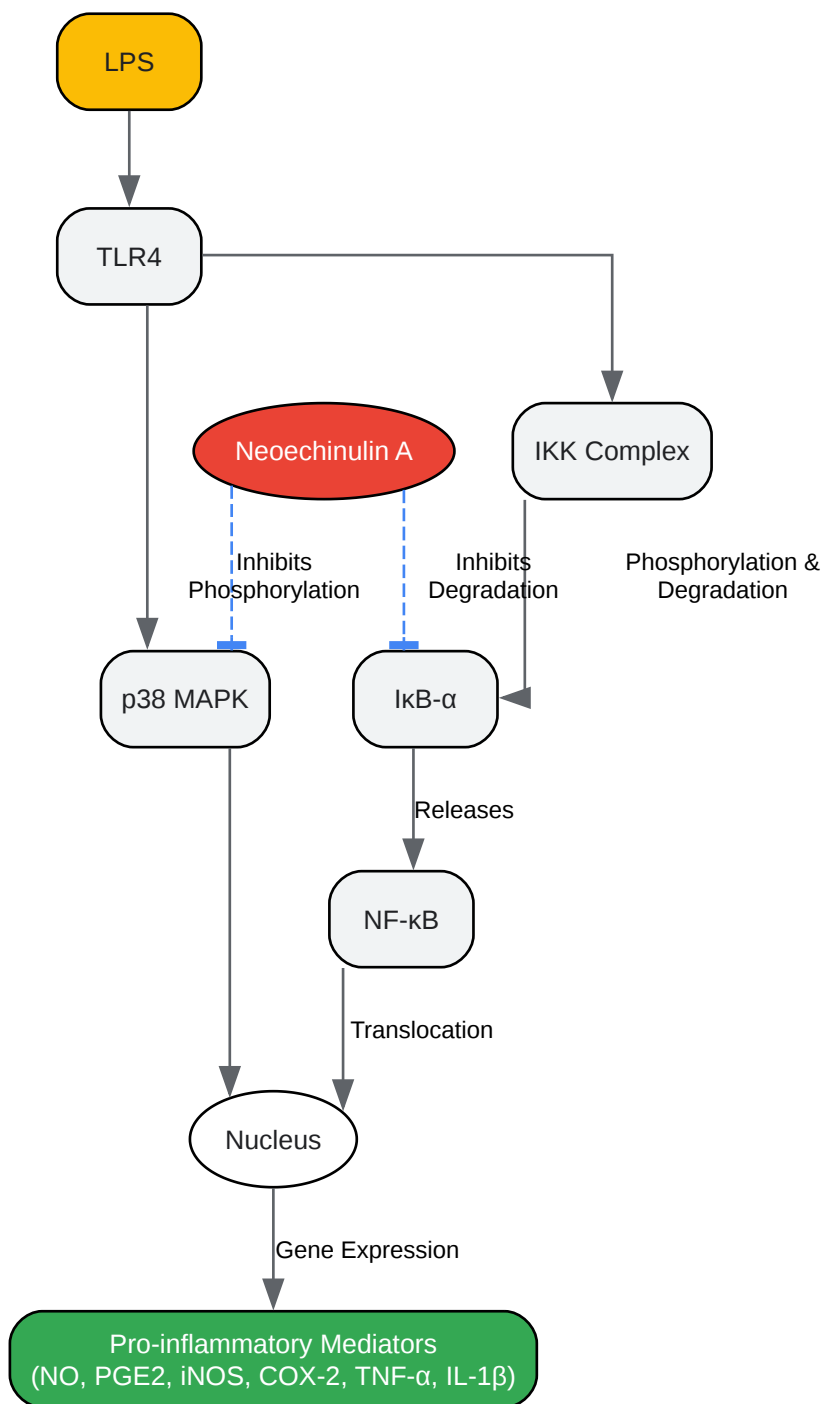 LPS
TLR4
Neoechinulin A
IKK Complex
Inhibits
Phosphorylation
Inhibits
Degradation
Phosphorylation &
Degradation
p38 MAPK
IκB-α
Releases
NF-κB
Translocation
Nucleus
Gene Expression
Pro-inflammatory Mediators
(NO, PGE2, iNOS, COX-2, TNF-α, IL-1β)